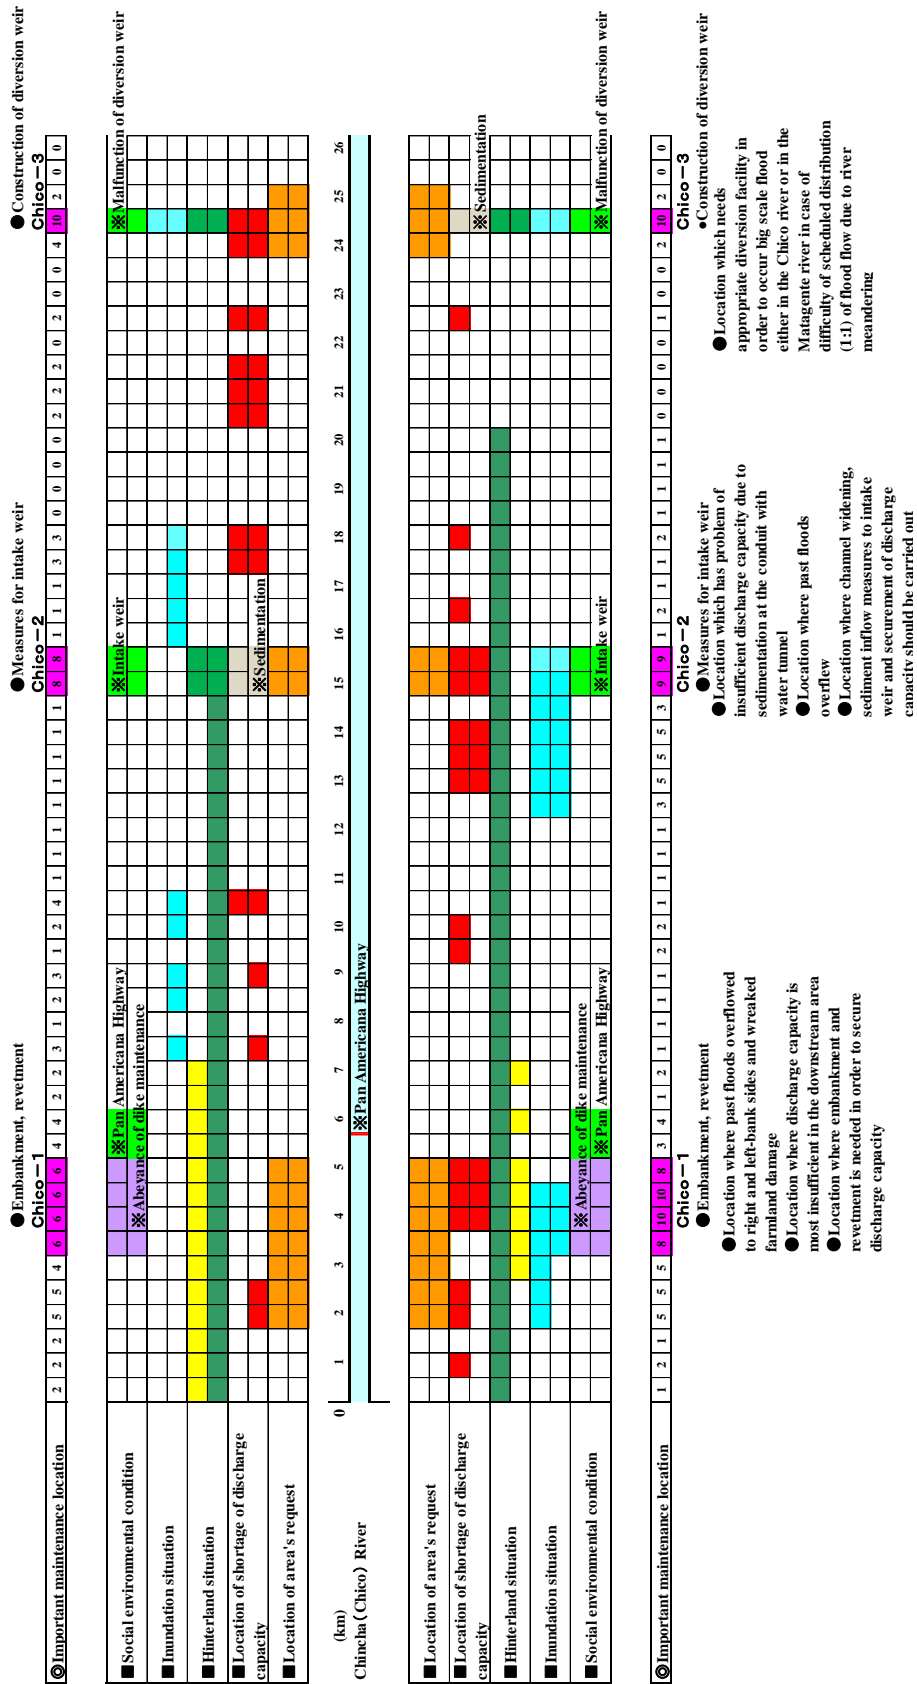 ●Embankment, revetment ●Measures for intake weir ●Construction of diversion weir
Chico−1 Chico−2 Chico−3
◎Important maintenance location 2 2 2 5 5 4 6 6 6 6 4 4 2 3 1 2 3 1 2 4 1 1 1 1 1 1 1 1 8 8 1 1 1 3 3 0 0 0 0 2 2 2 0 2 0 0 4 10 2 0 0
■Social environmental condition ※Pan Americana Highway ※Intake weir ※Malfunction of diversion weir
※Abeyance of dike maintenance
■Inundation situation
■Hinterland situation
■Location of shortage of discharge
capacity ※Sedimentation
■Location of area's request
(km) 0 1 2 3 4 5 6 7 8 9 10 11 12 13 14 15 16 17 18 19 20 21 22 23 24 25 26
Chincha(Chico) River ※Pan Americana Highway
■Location of area's request
■Location of shortage of discharge
capacity ※Sedimentation
■Hinterland situation
■Inundation situation
■Social environmental condition ※Abeyance of dike maintenance
※Pan Americana Highway ※Intake weir ※Malfunction of diversion weir
◎Important maintenance location 1 2 1 5 5 5 8 10 10 8 3 4 2 1 1 1 1 1 2 2 1 1 1 1 3 5 5 5 3 9 9 1 2 1 1 2 1 1 1 1 0 0 0 0 1 0 0 2 10 2 0 0
Chico−1 Chico−2 Chico−3
●Embankment, revetment
●Location where past floods overflowed
to right and left-bank sides and wreaked
farmland damage
●Location where discharge capacity is
most insufficient in the downstream area
●Location where embankment and
revetment is needed in order to secure
discharge capacity
●Measures for intake weir
●Location which has problem of
insufficient discharge capacity due to
sedimentation at the conduit with
water tunnel
●Location where past floods
overflew
●Location where channel widening,
sediment inflow measures to intake
weir and securement of discharge
capacity should be carried out
•Construction of diversion weir
●Location which needs
appropriate diversion facility in
order to occur big scale flood
either in the Chico river or in the
Matagente river in case of
difficulty of scheduled distribution
(1:1) of flood flow due to river
meandering